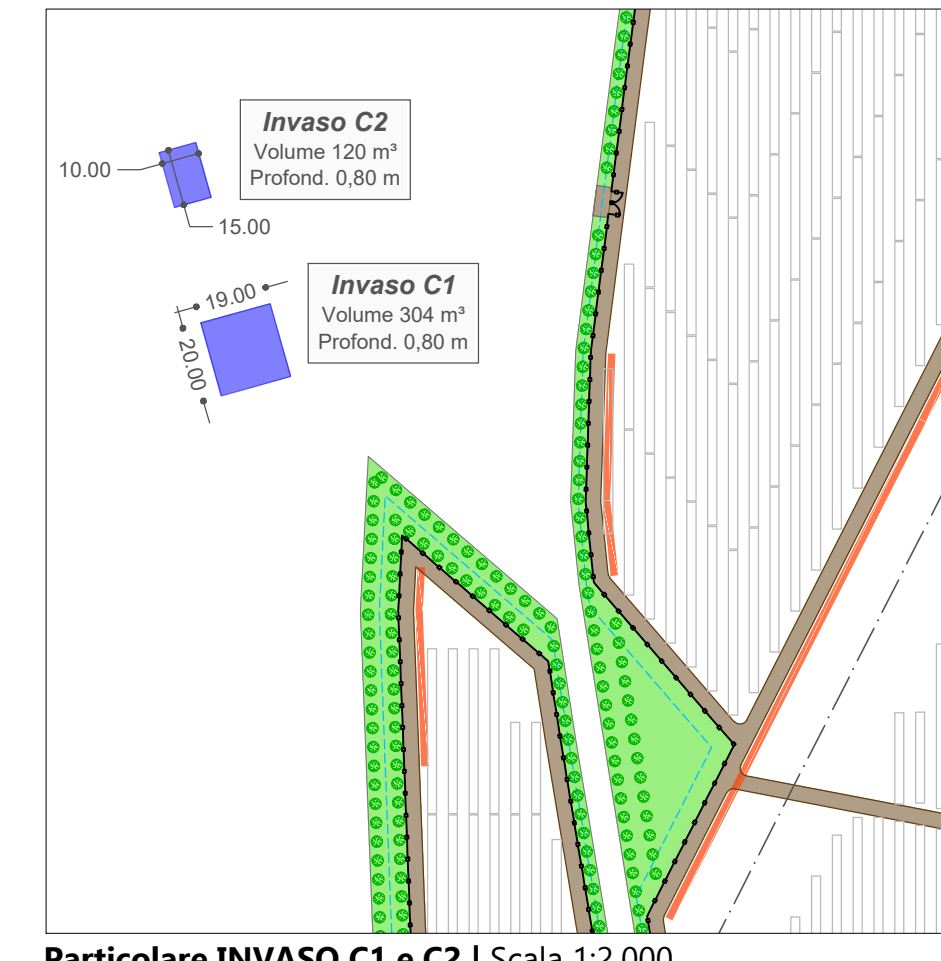 Invaso C2
Volume 120 m³
Profond. 0,80 m
10.00
15.00
Invaso C1
Volume 304 m³
Profond. 0,80 m
19.00
20.00
Particolare INVASO C1 e C2 | Scala 1:2.000